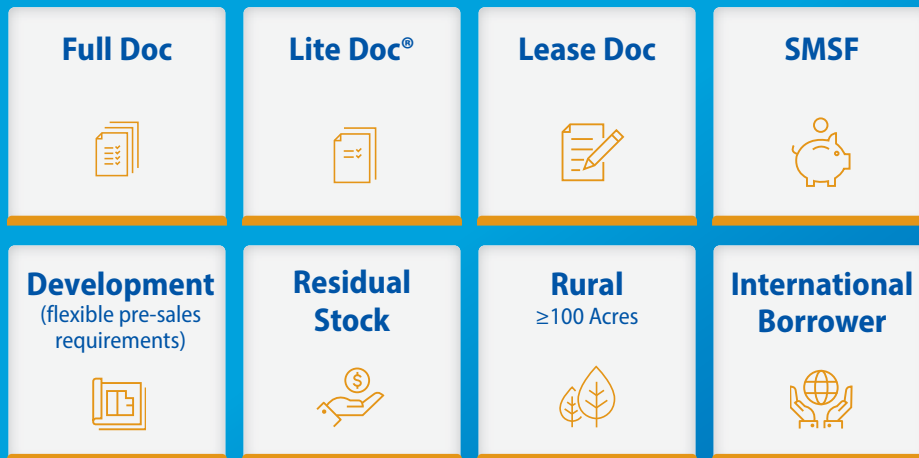 Full Doc
Lite Doc®
Lease Doc
SMSF
Development
(flexible pre-sales
requirements)
Residual
Stock
$
Rural
≥100 Acres
International
Borrower